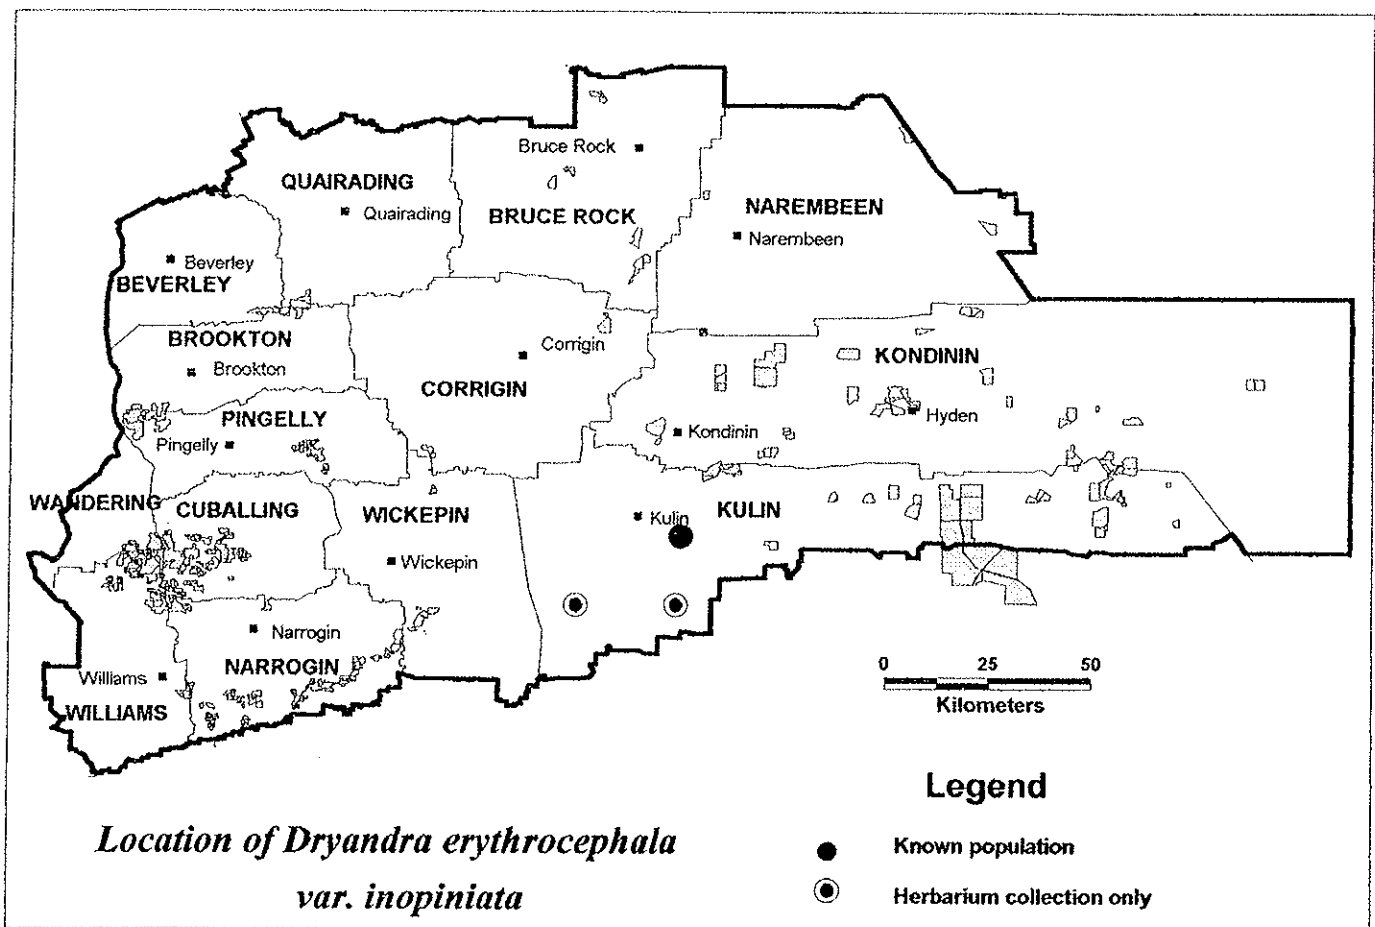 Bruce Rock
QUAIRADING
Quairading
BRUCE ROCK
NAREMBEEN
Narembeen
Beverley
BEVERLEY
BROOKTON
Brookton
Corrigin
CORRIGIN
KONDININ
Hyden
PINGELLY
Pingelly
Kondinin
WANDERING
CUBALLING
WICKEPIN
Wickepin
Kulin
KULIN
Narrogin
NARROGIN
Williams
WILLIAMS
0 25 50
Kilometers
Legend
Known population
Herbarium collection only
Location of Dryandra erythrocephala
var. inopiniata